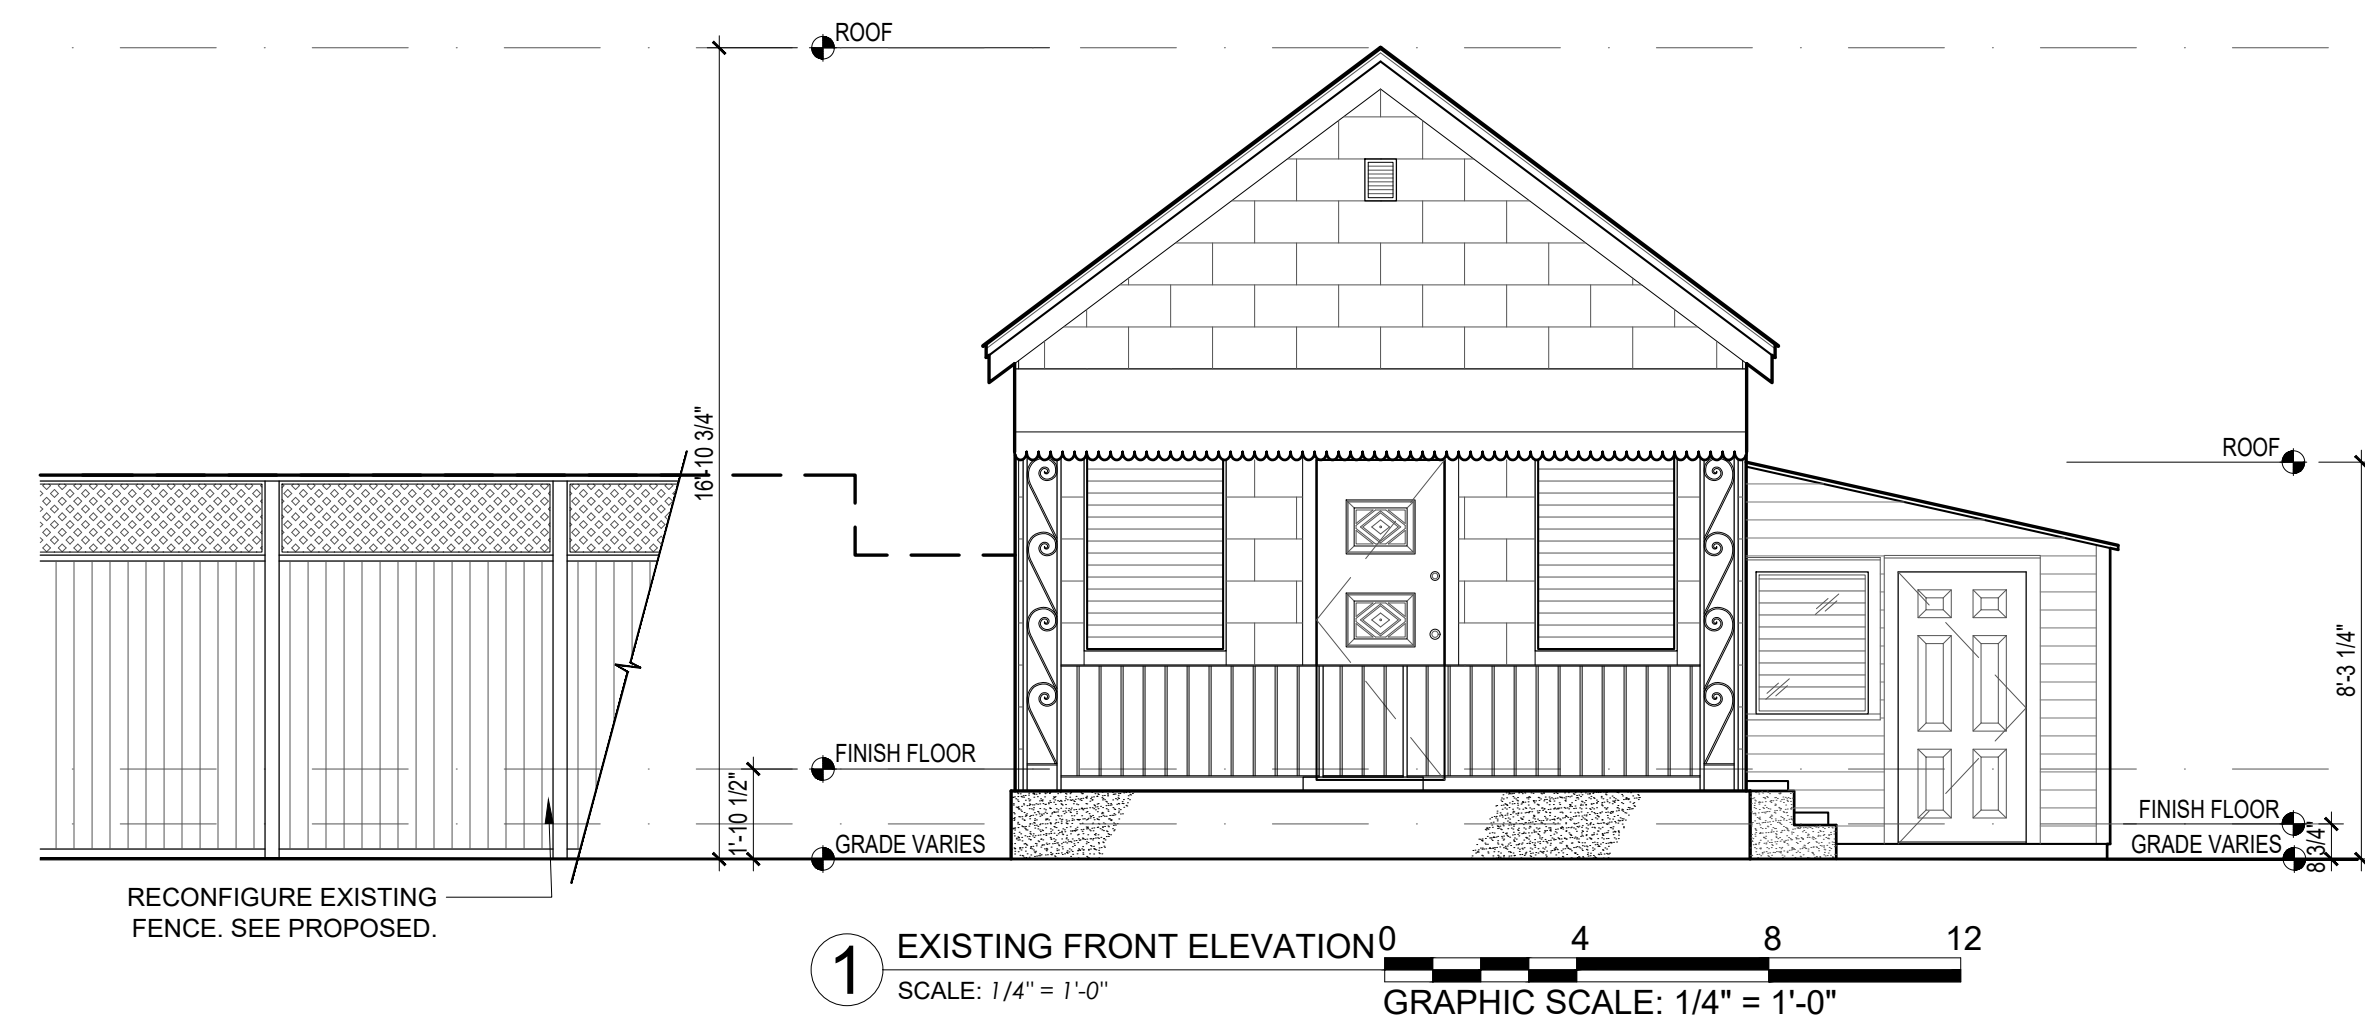 ROOF
16'-10 3/4"
ROOF
8'-3 1/4"
FINISH FLOOR
1'-10 1/2"
GRADE VARIES
FINISH FLOOR
8 3/4"
GRADE VARIES
RECONFIGURE EXISTING
FENCE. SEE PROPOSED.
1
EXISTING FRONT ELEVATION
SCALE: 1/4" = 1'-0"
0 4 8 12
GRAPHIC SCALE: 1/4" = 1'-0"